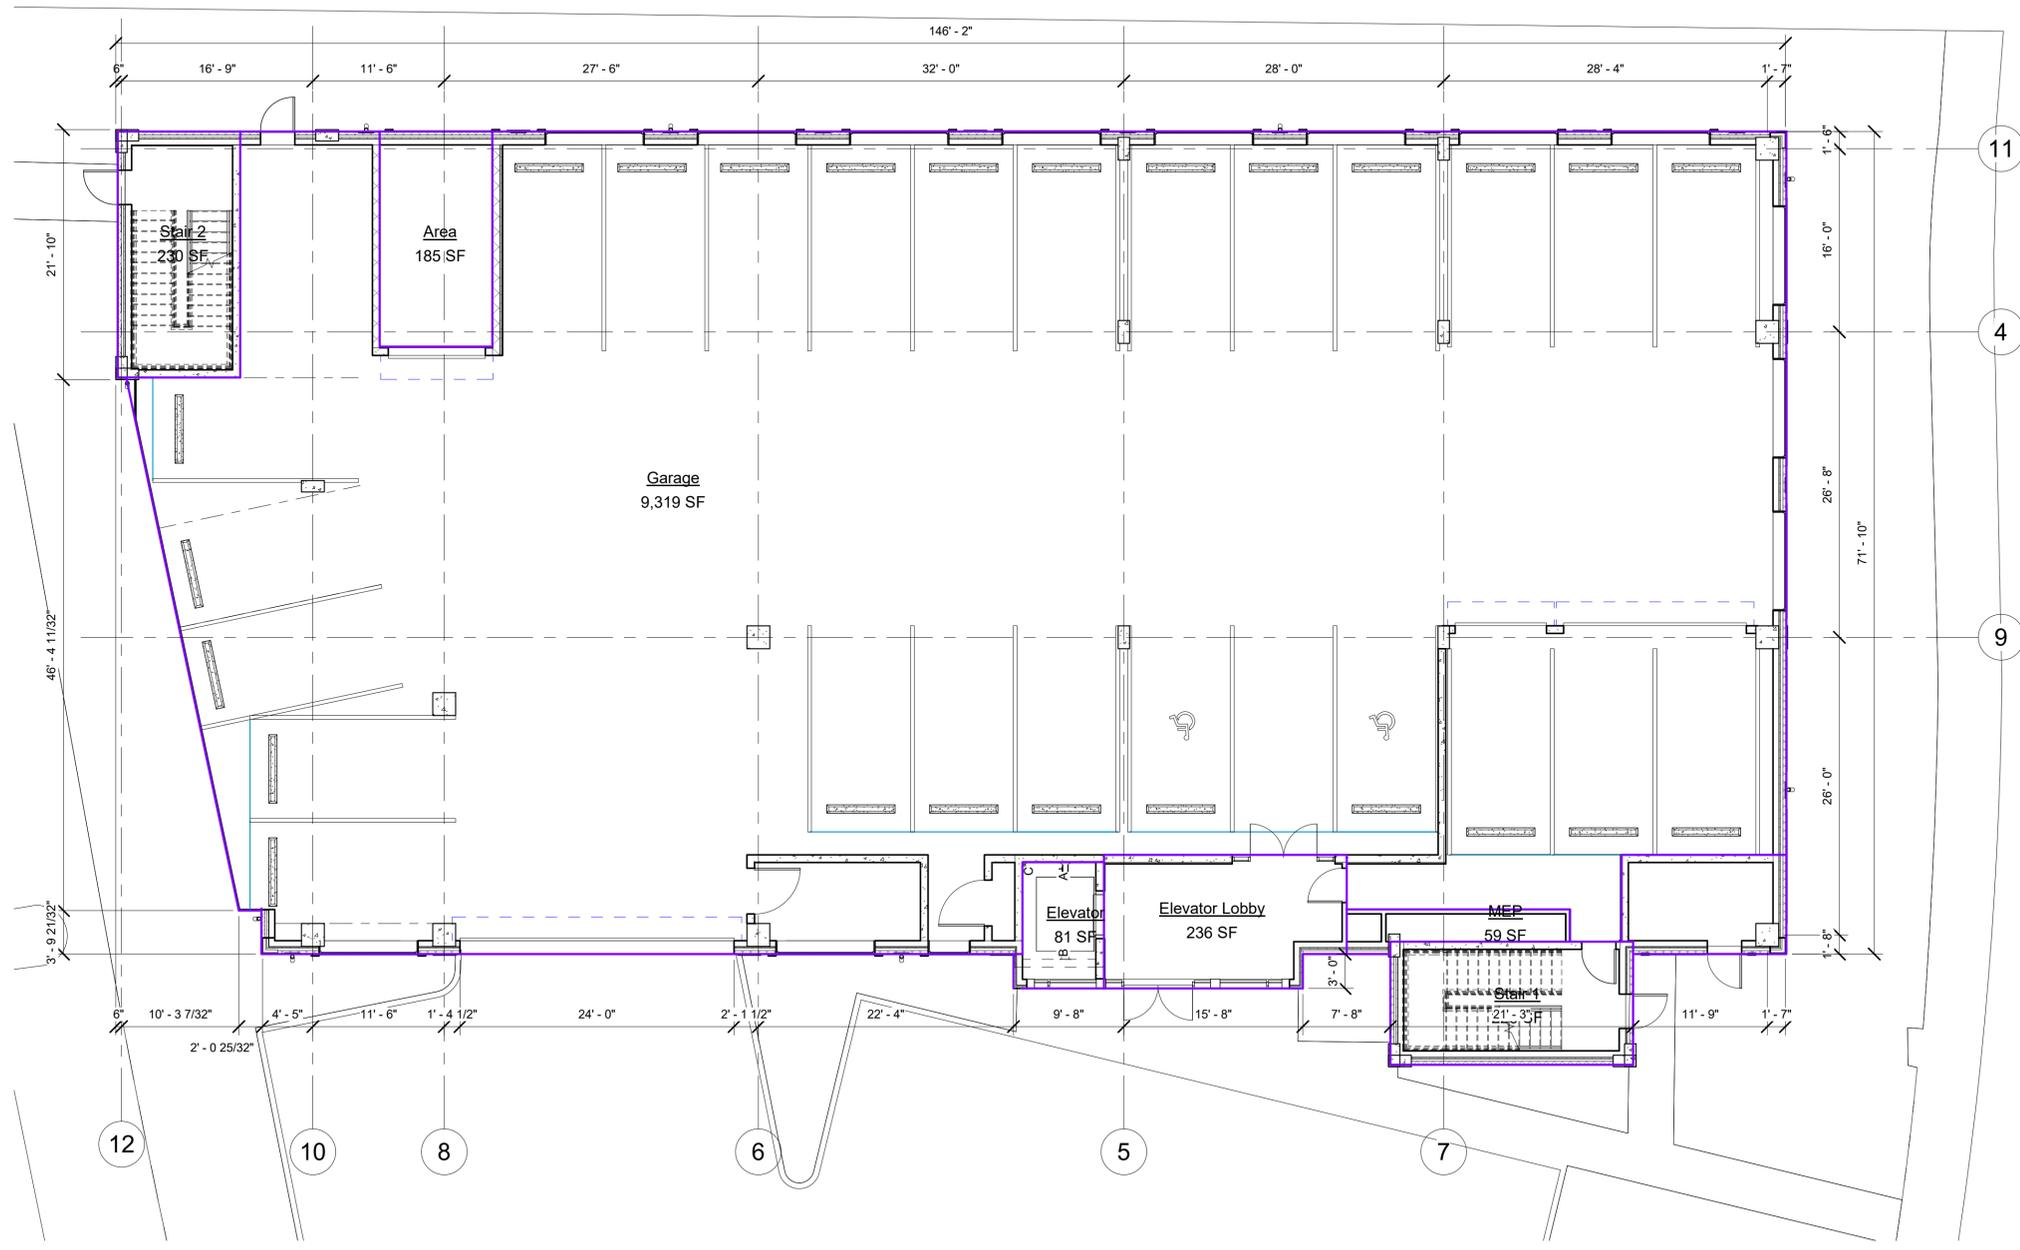 146' - 2"
6"
16' - 9"
11' - 6"
27' - 6"
32' - 0"
28' - 0"
28' - 4"
1' - 7"
1' - 6"
11
21' - 10"
Stair 2
230 SF
Area
185 SF
16' - 0"
4
Garage
9,319 SF
26' - 8"
71' - 10"
46' - 4 11/32"
9
26' - 0"
C
A
Elevator
81 SF
B
Elevator Lobby
236 SF
MEP
59 SF
3' - 9 21/32"
1' - 8"
3' - 0"
Stair 1
SF
6"
10' - 3 7/32"
4' - 5"
11' - 6"
1' - 4 1/2"
24' - 0"
2' - 1 1/2"
22' - 4"
9' - 8"
15' - 8"
7' - 8"
21' - 3"
11' - 9"
1' - 7"
2' - 0 25/32"
12
10
8
6
5
7